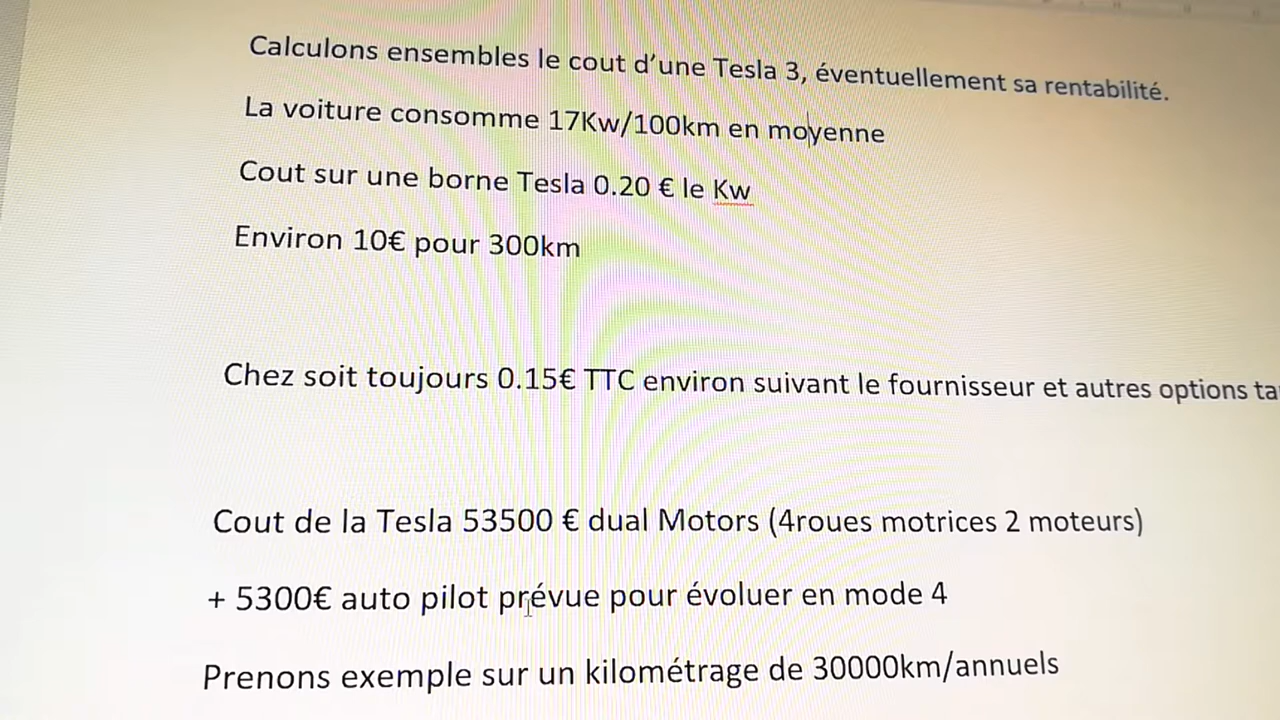 Calculons ensembles le cout d'une Tesla 3, éventuellement sa rentabilité.
La voiture consomme 17Kw/100km en moyenne
Cout sur une borne Tesla 0.20 € le Kw
Environ 10€ pour 300km
Chez soit toujours 0.15€ TTC environ suivant le fournisseur et autres options
Cout de la Tesla 53500 € dual Motors (4roues motrices 2 moteurs)
+ 5300€ auto pilot prévue pour évoluer en mode 4
Prenons exemple sur un kilométrage de 30000km/annuels